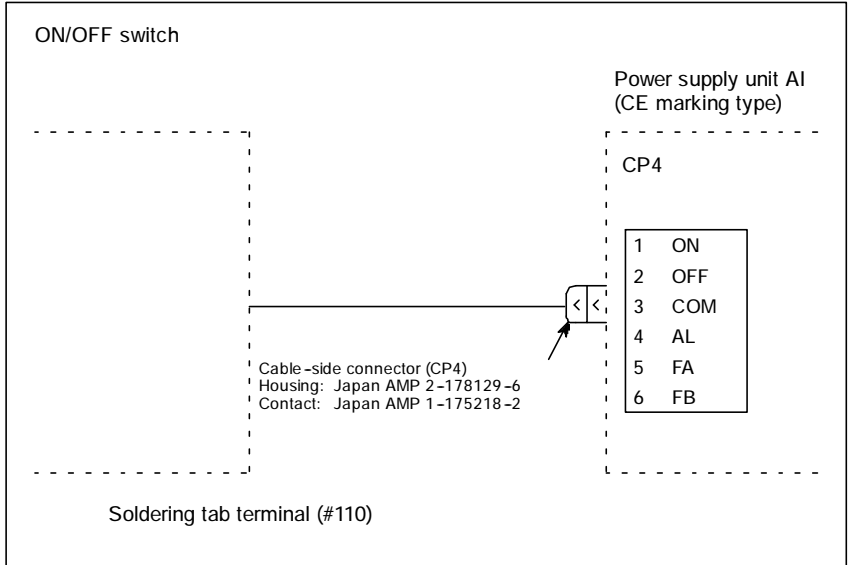 ON/OFF switch
Power supply unit AI
(CE marking type)
CP4
1 ON
2 OFF
3 COM
4 AL
5 FA
6 FB
Cable-side connector (CP4)
Housing: Japan AMP 2-178129-6
Contact: Japan AMP 1-175218-2
Soldering tab terminal (#110)